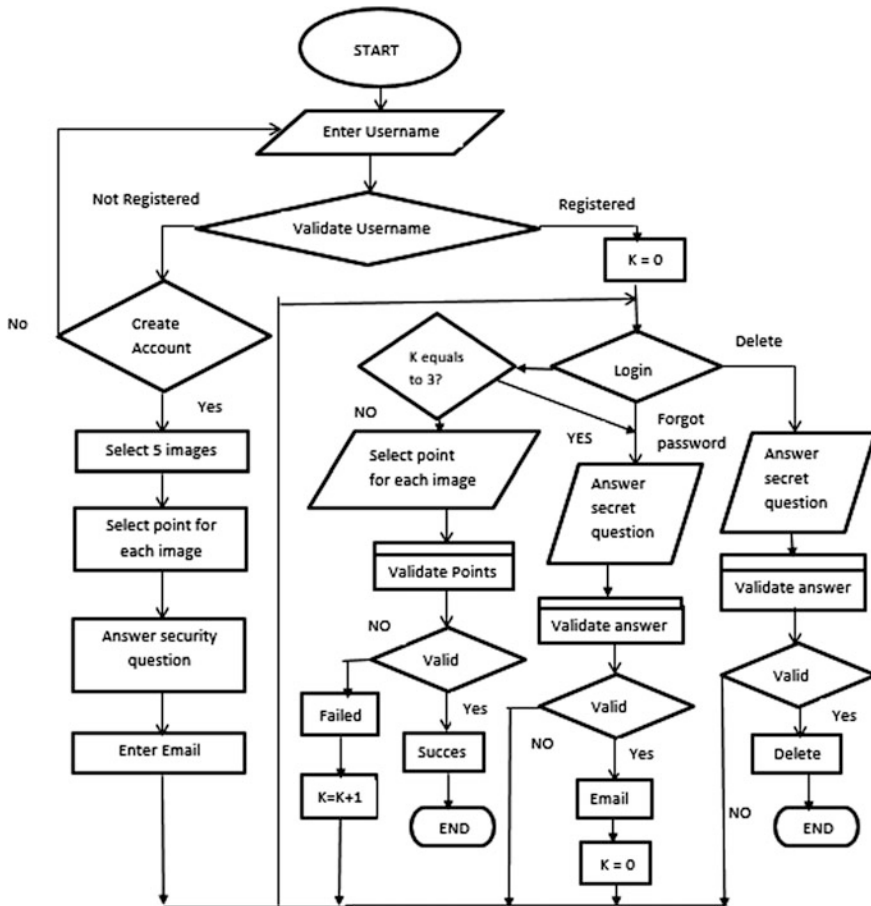 START
Enter Username
Not Registered
Registered
Validate Username
K = 0
No
Create
Account
K equals
to 3?
Login
Delete
Yes
NO
YES
Forgot
password
Select 5 images
Select point
for each image
Answer
secret
question
Answer
secret
question
Select point for
each image
Validate Points
Validate answer
Validate answer
Answer security
question
NO
Valid
Valid
Valid
Failed
Yes
NO
Yes
Yes
Enter Email
Succes
Delete
K=K+1
END
Email
NO
END
K = 0